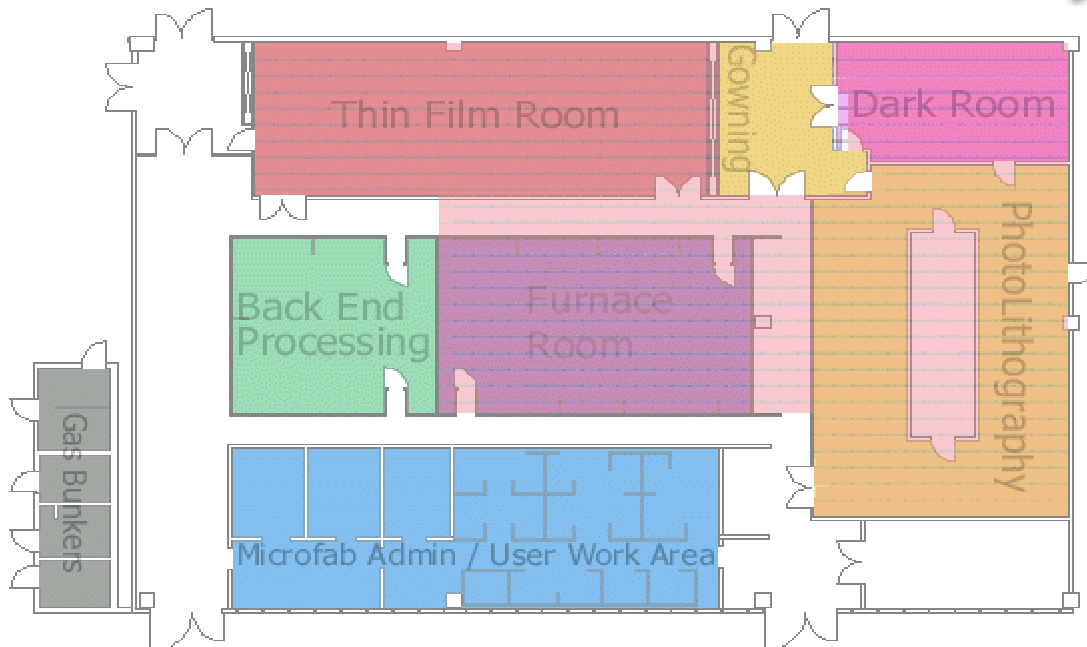 Thin Film Room
Gowning
Dark Room
Back End
Processing
Furnace
Room
PhotoLithography
Gas Bunkers
Microfab Admin / User Work Area